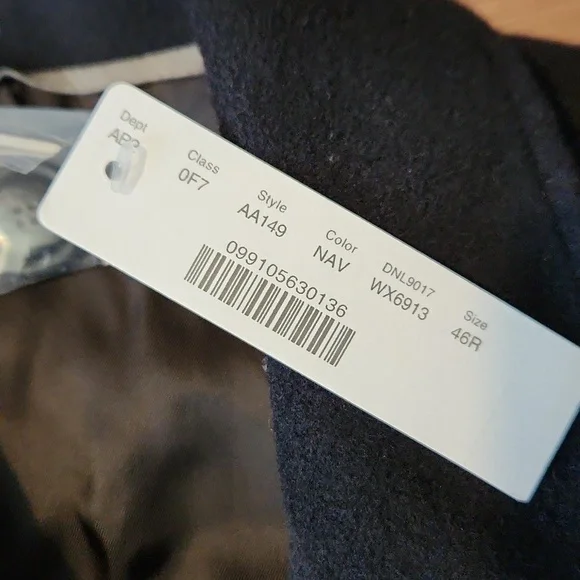 Dept Class Style Color DNL9017 Size
0F7 AA149 NAV WX6913 46R
099105630136